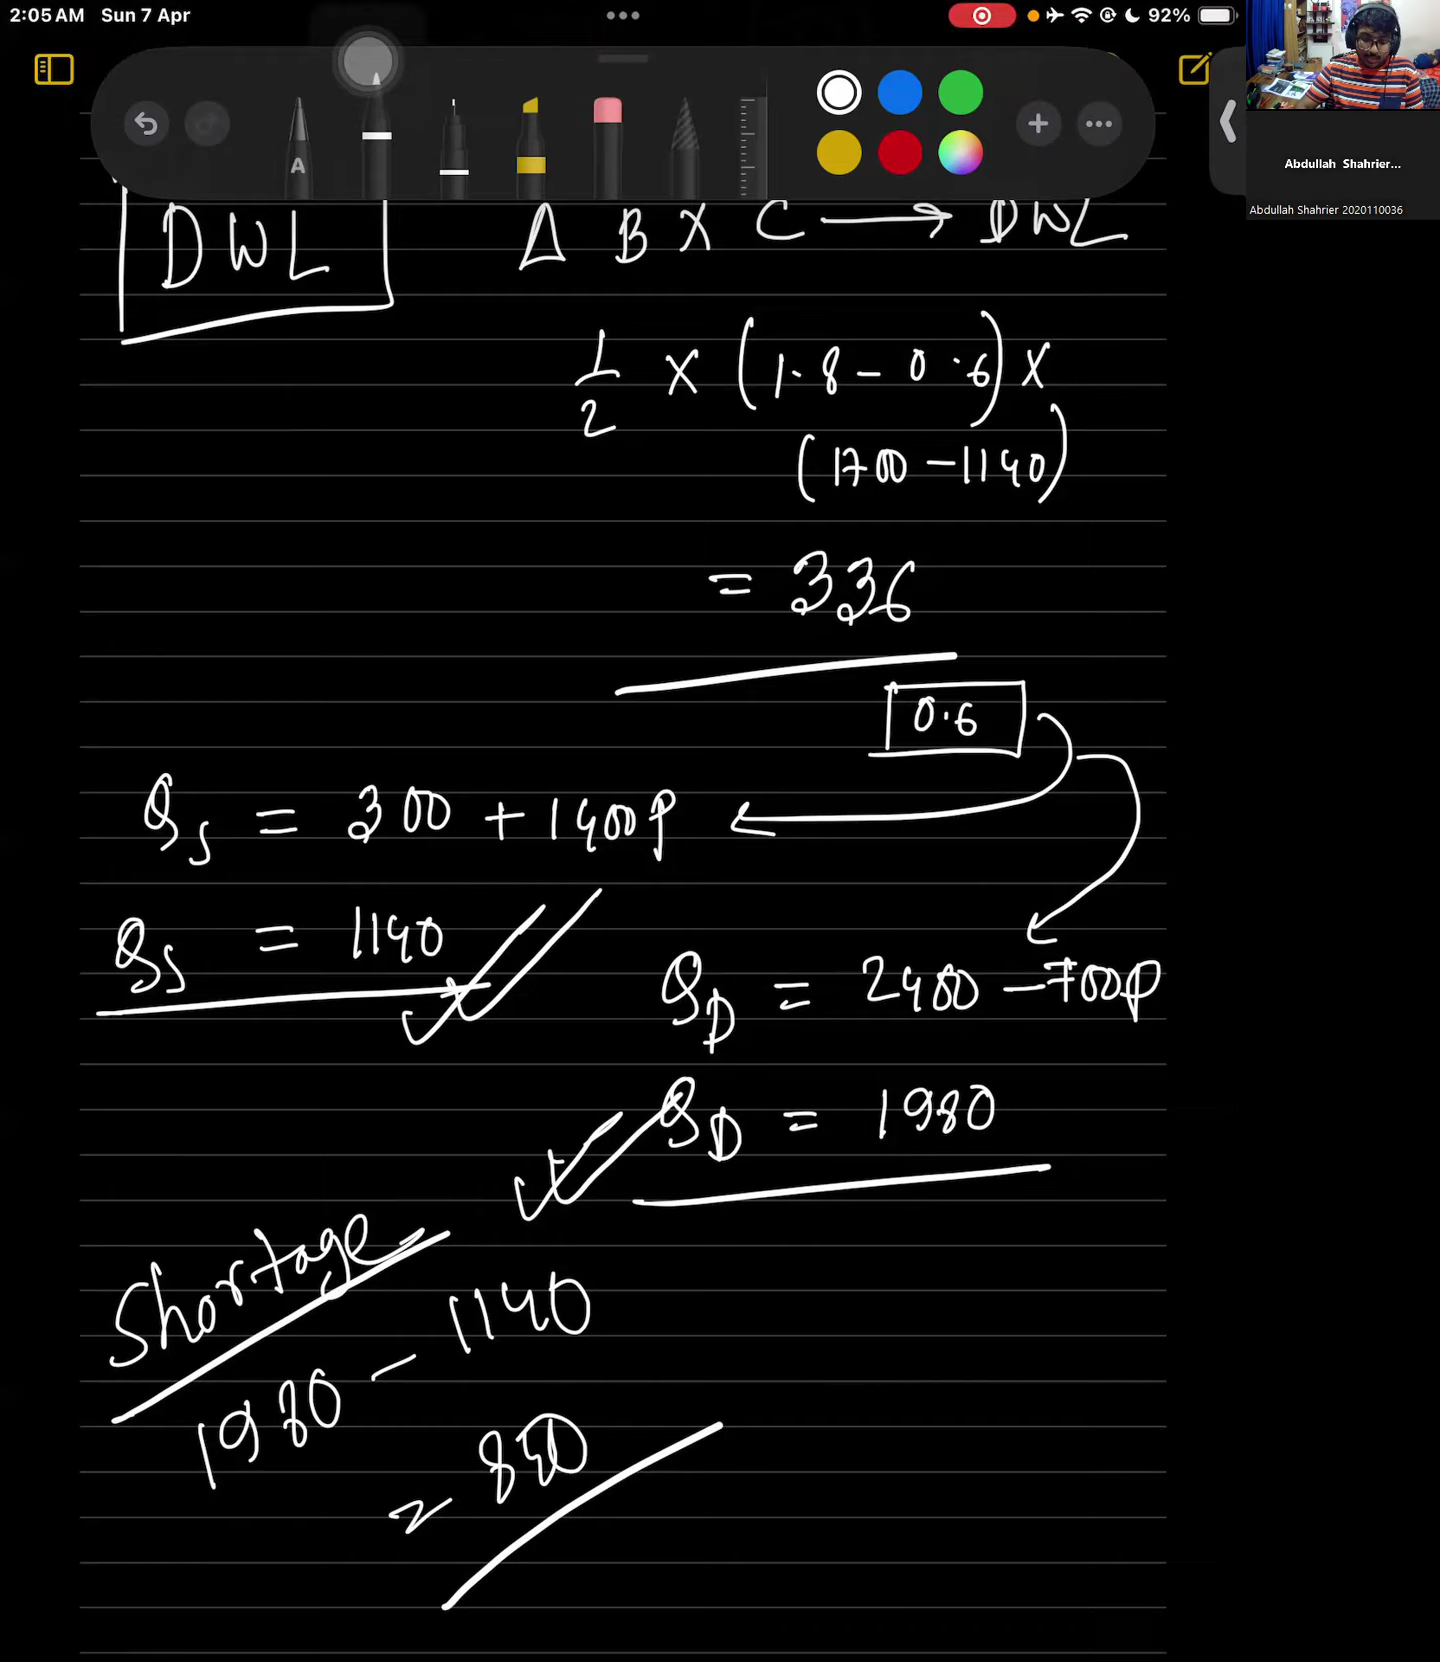 2:05 AM Sun 7 Apr
92%
A
Abdullah Shahrier...
Abdullah Shahrier 2020110036
DWL
Δ B X C → DWL
1/2 × (1.8 - 0.6) ×
(1700 - 1140)
= 336
0.6
Qs = 300 + 1400P
Qs = 1140
QD = 2400 - 700P
QD = 1980
Shortage
1980 - 1140
= 840